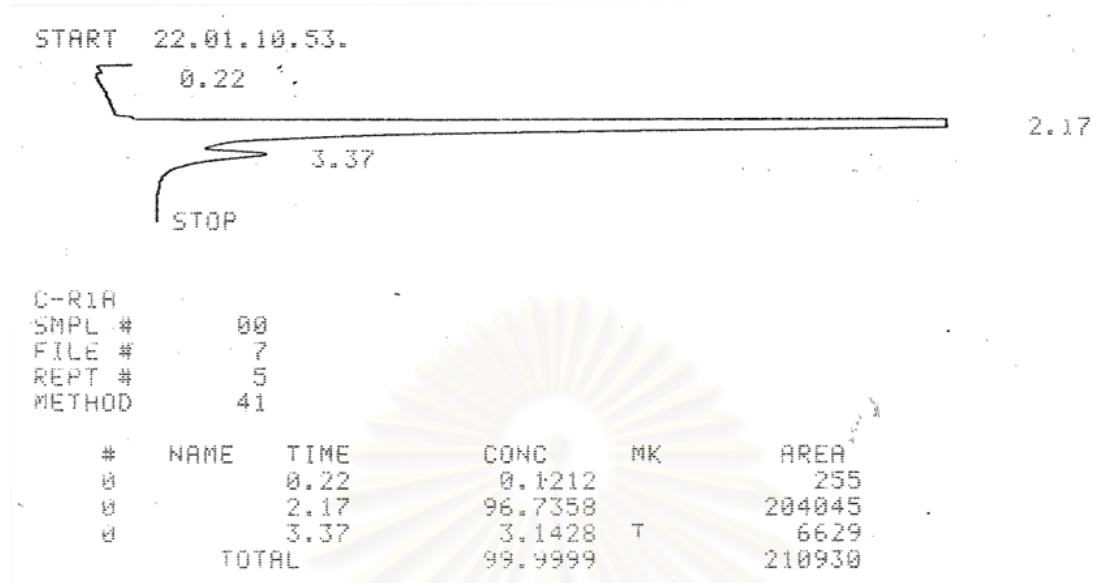 START 22.01.10.53.
0.22
2.17
3.37
STOP
C-R1A
SMPL # 00
FILE # 7
REPT # 5
METHOD 41
# NAME TIME CONC MK AREA
0 0.22 0.1212 255
0 2.17 96.7358 204045
0 3.37 3.1428 T 6629
TOTAL 99.9999 210930